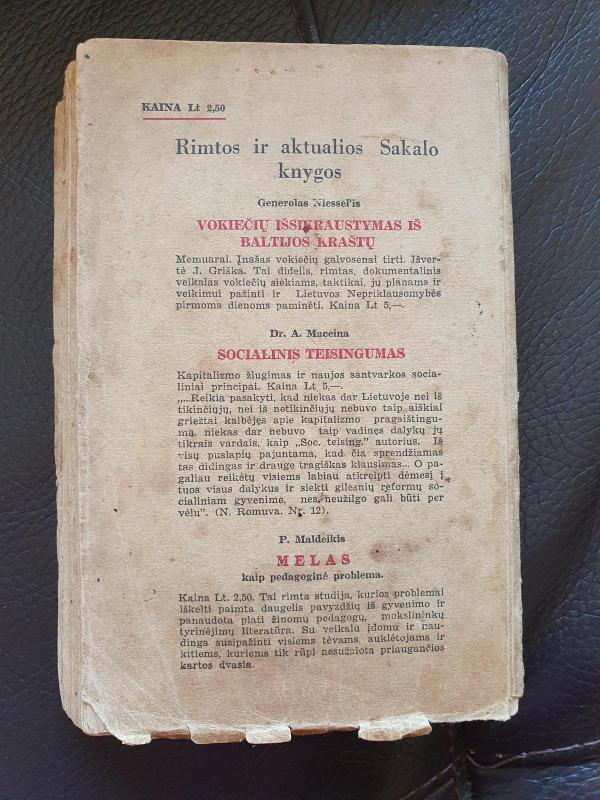 KAINA Lt 2,50
Rimtos ir aktualios Sakalo
knygos
Generolas Niessel'is
VOKIEČIŲ IŠSIKRAUSTYMAS IŠ
BALTIJOS KRAŠTŲ
Memuarai. Įnašas vokiečių galvosenai tirti. Išver-
tė J. Griška. Tai didelis, rimtas, dokumentalinis
veikalas vokiečių siekiams, taktikai, jų planams ir
veikimui pažinti ir Lietuvos Nepriklausomybės
pirmoms dienoms paminėti. Kaina Lt 5,—.
Dr. A. Maceina
SOCIALINIS TEISINGUMAS
Kapitalizmo žlugimas ir naujos santvarkos socia-
liniai principai. Kaina Lt 5,—.
„...Reikia pasakyti, kad niekas dar Lietuvoje nei iš
tikinčiųjų, nei iš netikinčiųjų nebuvo taip aiškiai
griežtai kalbėjęs apie kapitalizmo pragaištingu-
mą, niekas dar nebuvo taip vadinęs dalykų jų
tikrais vardais, kaip „Soc. teising." autorius. Iš
visų puslapių pajuntama, kad čia sprendžiamas
tas didingas ir drauge tragiškas klausimas... O pa-
galiau reikėtų visiems labiau atkreipti dėmesį į
tuos visus dalykus ir siekti gilesnių reformų so-
cialiniam gyvenime, nes neužilgo gali būti per
vėlu". (N. Romuva. Nr. 12).
P. Maldeikis
MELAS
kaip pedagoginė problema.
Kaina Lt. 2,50. Tai rimta studija, kurios problemai
iškelti paimta daugelis pavyzdžių iš gyvenimo ir
panaudota plati žinomų pedagogų, mokslininkų
tyrinėjimų literatūra. Su veikalu įdomu ir nau-
dinga susipažinti visiems tėvams, auklėtojams ir
kitiems, kuriems tik rūpi nesužalota priaugančios
kartos dvasia.